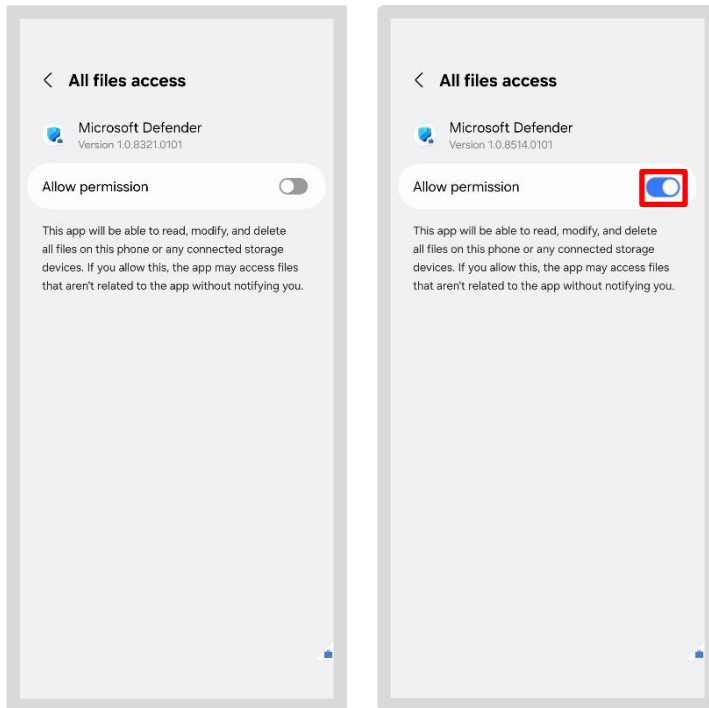 All files access
Microsoft Defender
Version 1.0.8321.0101
Allow permission
This app will be able to read, modify, and delete
all files on this phone or any connected storage
devices. If you allow this, the app may access files
that aren't related to the app without notifying you.
All files access
Microsoft Defender
Version 1.0.8514.0101
Allow permission
This app will be able to read, modify, and delete
all files on this phone or any connected storage
devices. If you allow this, the app may access files
that aren't related to the app without notifying you.